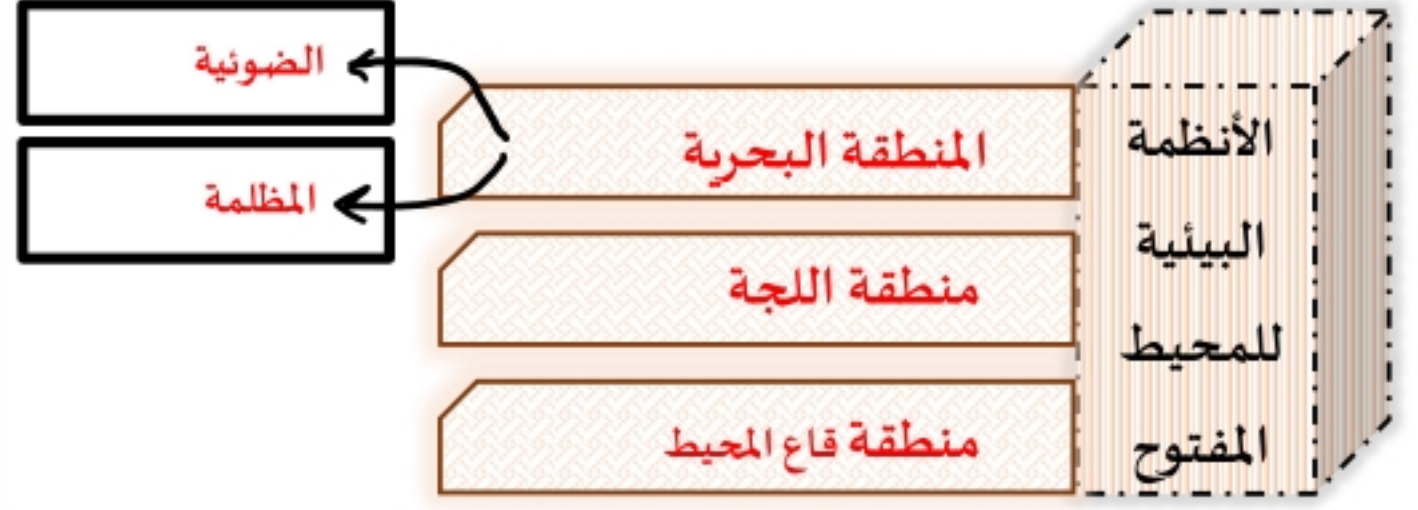 الأنظمة
البيئية
للمحيط
المفتوح
المنطقة البحرية
الضوئية
المظلمة
منطقة اللجة
منطقة قاع المحيط